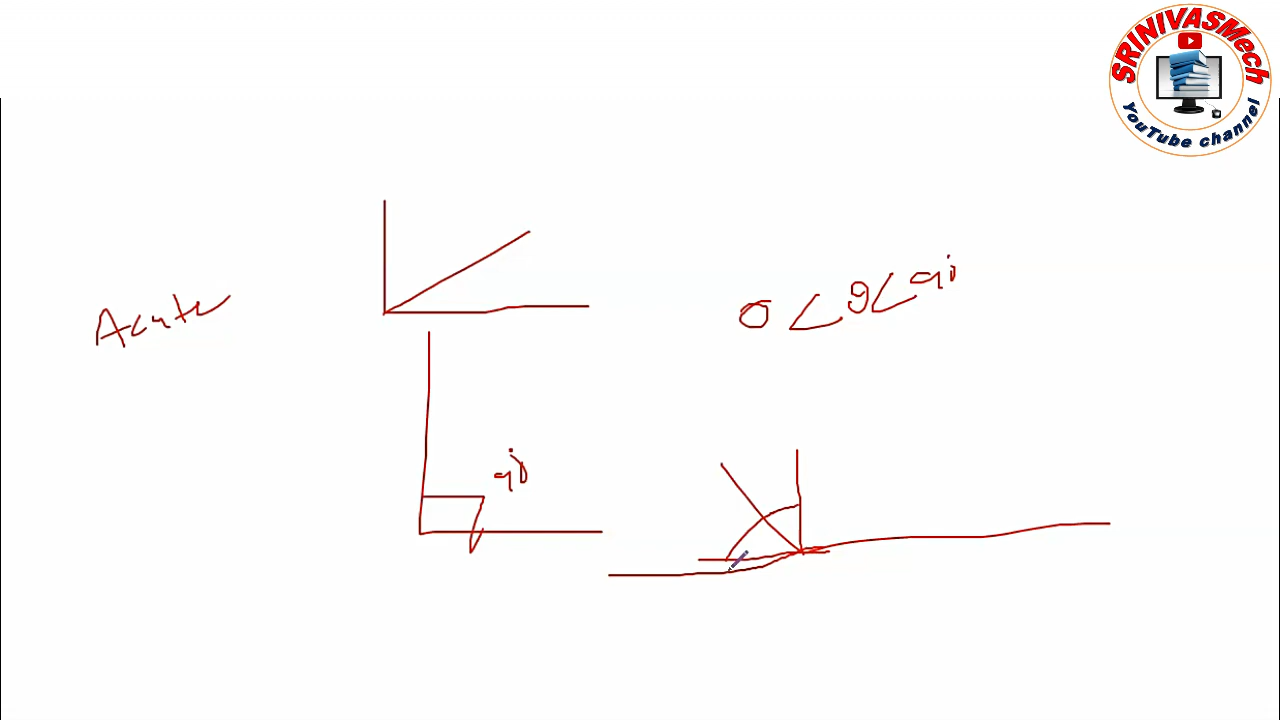 SRINIVASMech
YouTube channel
Acute
0 < θ < 90
90